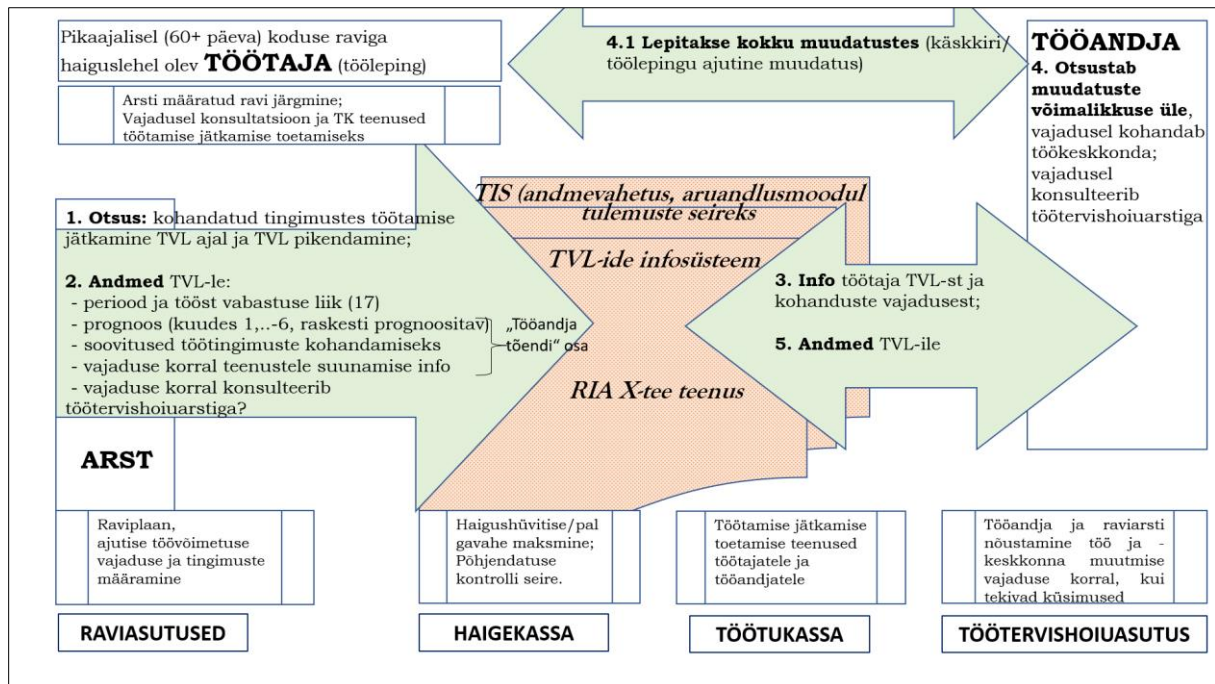 Pikaajalisel (60+ päeva) koduse raviga
haiguslehel olev TÖÖTAJA (tööleping)
Arsti määratud ravi järgmine;
Vajadusel konsultatsioon ja TK teenused
töötamise jätkamise toetamiseks
4.1 Lepitakse kokku muudatustes (käskkiri/
töölepingu ajutine muudatus)
TÖÖANDJA
4. Otsustab
muudatuste
võimalikkuse üle,
vajadusel kohandab
töökeskkonda;
vajadusel
konsulteerib
töötervishoiuarstiga
TIS (andmevahetus, aruandlusmoodul
tulemuste seireks
TVL-ide infosüsteem
RIA X-tee teenus
1. Otsus: kohandatud tingimustes töötamise
jätkamine TVL ajal ja TVL pikendamine;
2. Andmed TVL-le:
- periood ja tööst vabastuse liik (17)
- prognoos (kuudes 1,..-6, raskesti prognoositav)
- soovitused töötingimuste kohandamiseks
- vajaduse korral teenustele suunamise info
- vajaduse korral konsulteerib
töötervishoiuarstiga?
„Tööandja
tõendi“ osa
3. Info töötaja TVL-st ja
kohanduste vajadusest;
5. Andmed TVL-ile
ARST
Raviplaan,
ajutise töövõimetuse
vajaduse ja tingimuste
määramine
Haigushüvitise/pal
gavahe maksmine;
Põhjendatuse
kontrolli seire.
Töötamise jätkamise
toetamise teenused
töötajatele ja
tööandjatele
Tööandja ja raviarsti
nõustamine töö ja -
keskkonna muutmise
vajaduse korral, kui
tekivad küsimused
RAVIASUTUSED
HAIGEKASSA
TÖÖTUKASSA
TÖÖTERVISHOIUASUTUS